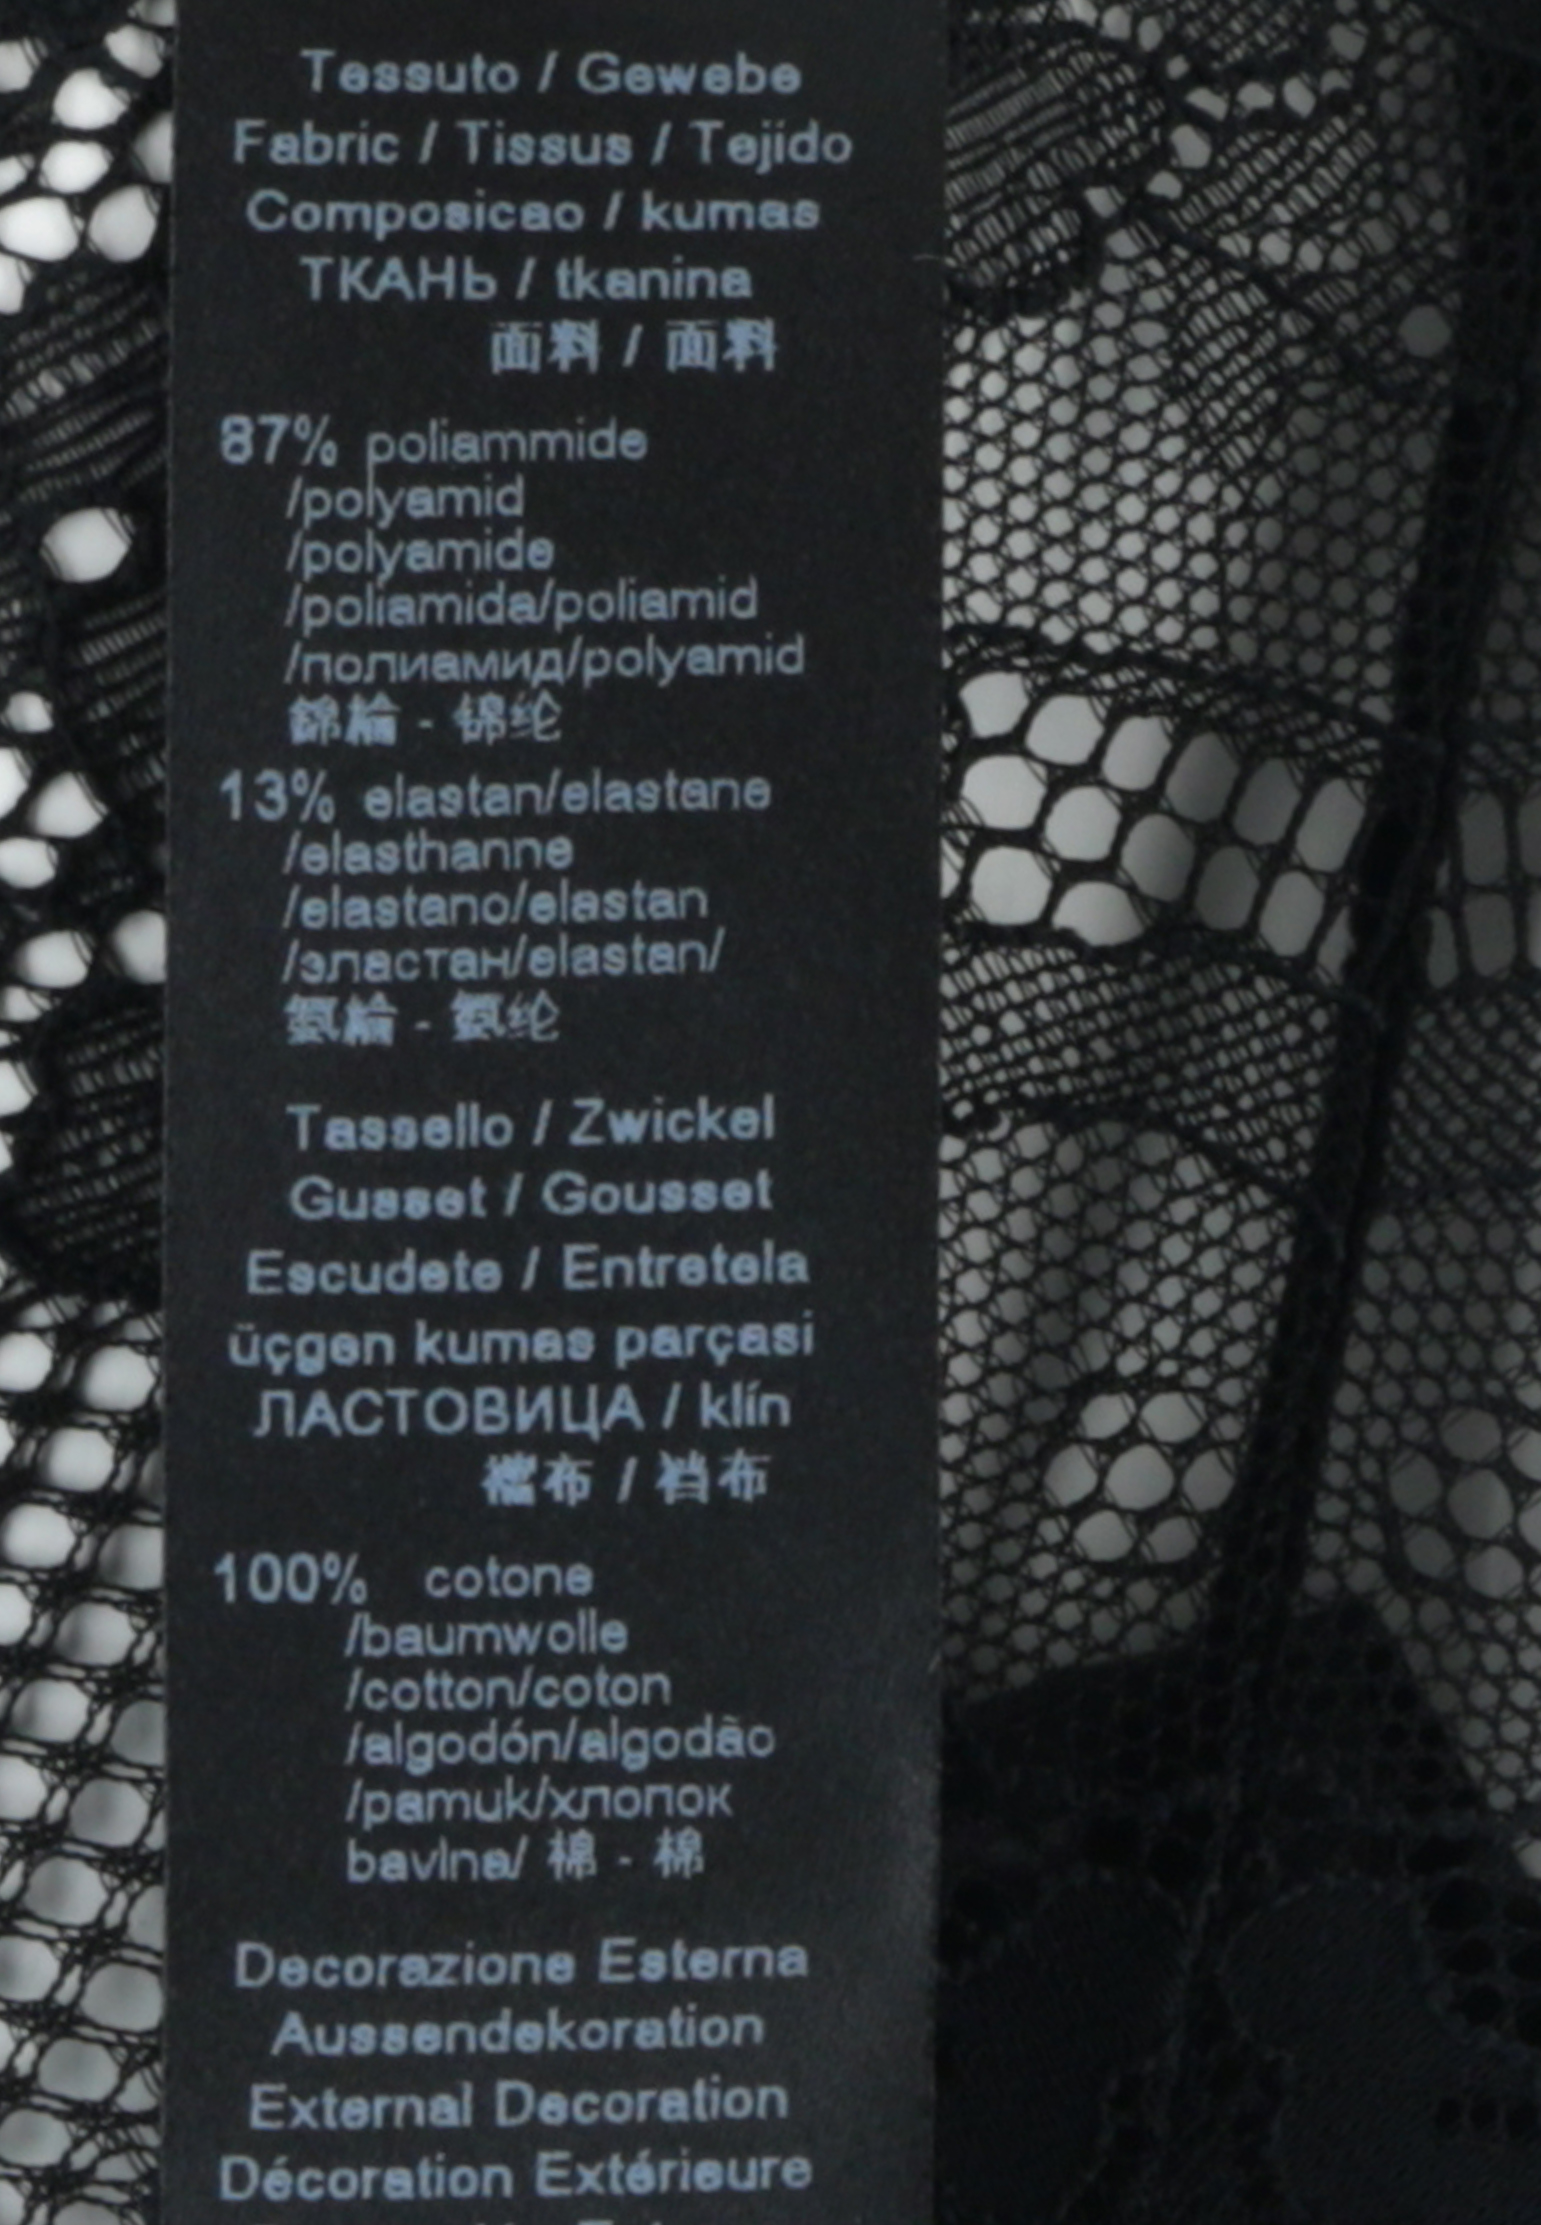 Tessuto / Gewebe
Fabric / Tissus / Tejido
Composicao / kumas
ТКАНЬ / tkanina
面料 / 面料
87% poliammide
/polyamid
/polyamide
/poliamida/poliamid
/полиамид/polyamid
錦綸 - 锦纶
13% elastan/elastane
/elasthanne
/elastano/elastan
/эластан/elastan/
氨綸 - 氨纶
Tassello / Zwickel
Gusset / Gousset
Escudete / Entretela
üçgen kumas parçasi
ЛАСТОВИЦА / klín
襠布 / 裆布
100% cotone
/baumwolle
/cotton/coton
/algodón/algodão
/pamuk/хлопок
bavlna/ 棉 - 棉
Decorazione Esterna
Aussendekoration
External Decoration
Décoration Extérieure